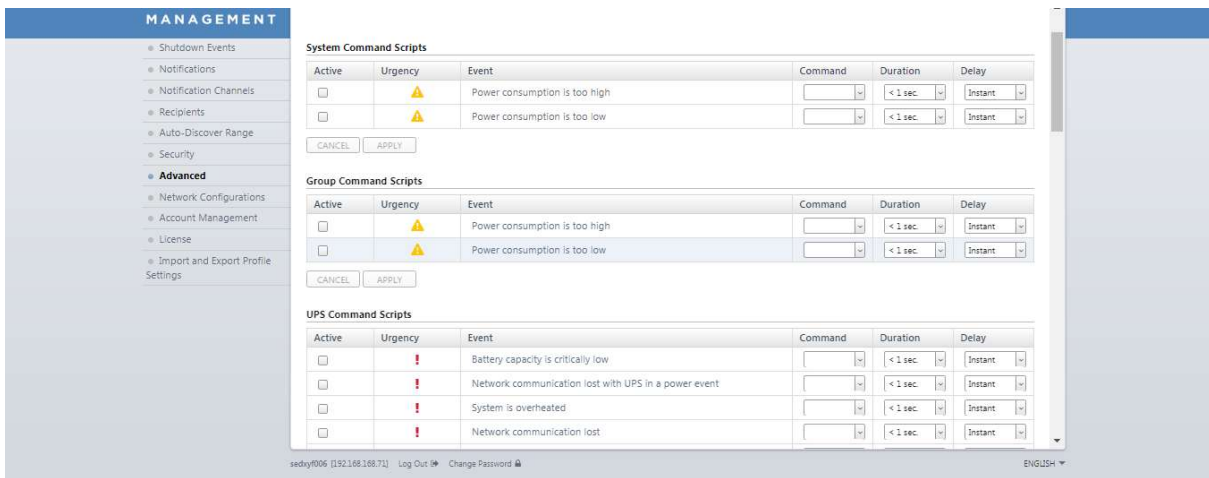 MANAGEMENT
Shutdown Events
Notifications
Notification Channels
Recipients
Auto-Discover Range
Security
Advanced
Network Configurations
Account Management
License
Import and Export Profile
Settings
System Command Scripts
Active Urgency Event Command Duration Delay
Power consumption is too high < 1 sec. Instant
Power consumption is too low < 1 sec. Instant
CANCEL APPLY
Group Command Scripts
Active Urgency Event Command Duration Delay
Power consumption is too high < 1 sec. Instant
Power consumption is too low < 1 sec. Instant
CANCEL APPLY
UPS Command Scripts
Active Urgency Event Command Duration Delay
! Battery capacity is critically low < 1 sec. Instant
! Network communication lost with UPS in a power event < 1 sec. Instant
! System is overheated < 1 sec. Instant
! Network communication lost < 1 sec. Instant
sedxyf006 [192.168.168.71] Log Out Change Password ENGLISH